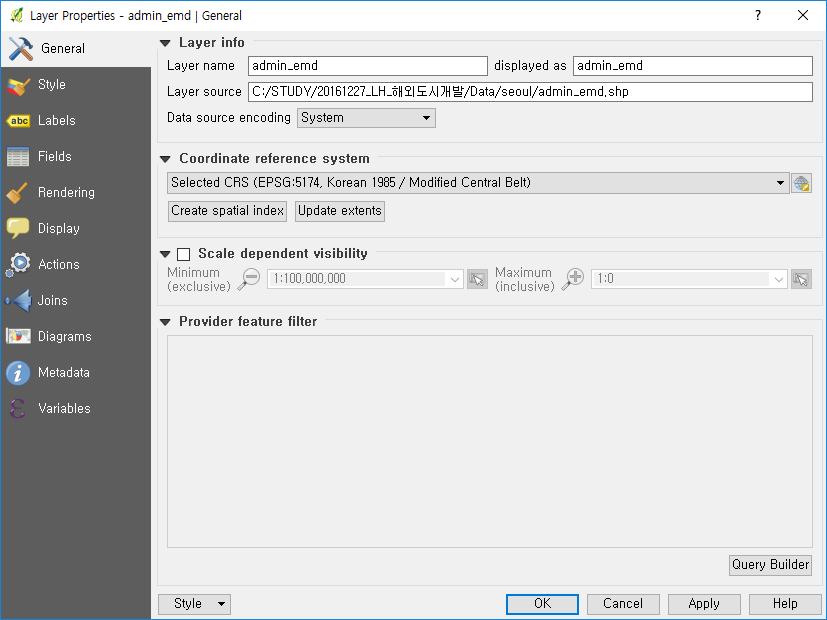 Layer Properties - admin_emd | General
?
General
Style
abc Labels
Fields
Rendering
Display
Actions
Joins
Diagrams
i Metadata
ε Variables
Layer info
Layer name admin_emd displayed as admin_emd
Layer source C:/STUDY/20161227_LH_해외도시개발/Data/seoul/admin_emd.shp
Data source encoding System
Coordinate reference system
Selected CRS (EPSG:5174, Korean 1985 / Modified Central Belt)
Create spatial index Update extents
Scale dependent visibility
Minimum (exclusive) 1:100,000,000 Maximum (inclusive) 1:0
Provider feature filter
Query Builder
Style OK Cancel Apply Help